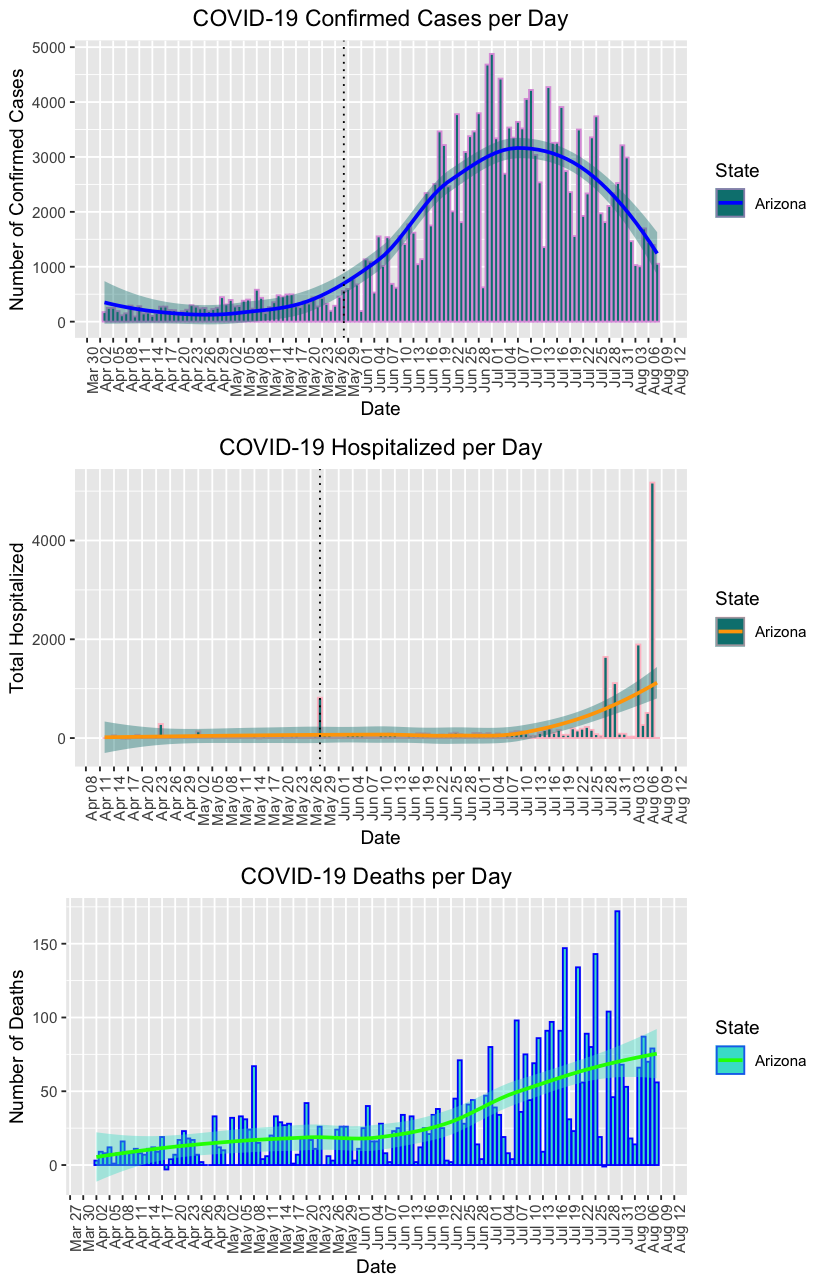 COVID-19 Confirmed Cases per Day
Number of Confirmed Cases
5000
4000
3000
2000
1000
0
Mar 30
Apr 02
Apr 05
Apr 08
Apr 11
Apr 14
Apr 17
Apr 20
Apr 23
Apr 26
Apr 29
May 02
May 05
May 08
May 11
May 14
May 17
May 20
May 23
May 26
May 29
Jun 01
Jun 04
Jun 07
Jun 10
Jun 13
Jun 16
Jun 19
Jun 22
Jun 25
Jun 28
Jul 01
Jul 04
Jul 07
Jul 10
Jul 13
Jul 16
Jul 19
Jul 22
Jul 25
Jul 28
Jul 31
Aug 03
Aug 06
Aug 09
Aug 12
Date
State
Arizona
COVID-19 Hospitalized per Day
Total Hospitalized
4000
2000
0
Apr 08
Apr 11
Apr 14
Apr 17
Apr 20
Apr 23
Apr 26
Apr 29
May 02
May 05
May 08
May 11
May 14
May 17
May 20
May 23
May 26
May 29
Jun 01
Jun 04
Jun 07
Jun 10
Jun 13
Jun 16
Jun 19
Jun 22
Jun 25
Jun 28
Jul 01
Jul 04
Jul 07
Jul 10
Jul 13
Jul 16
Jul 19
Jul 22
Jul 25
Jul 28
Jul 31
Aug 03
Aug 06
Aug 09
Aug 12
Date
State
Arizona
COVID-19 Deaths per Day
Number of Deaths
150
100
50
0
Mar 27
Mar 30
Apr 02
Apr 05
Apr 08
Apr 11
Apr 14
Apr 17
Apr 20
Apr 23
Apr 26
Apr 29
May 02
May 05
May 08
May 11
May 14
May 17
May 20
May 23
May 26
May 29
Jun 01
Jun 04
Jun 07
Jun 10
Jun 13
Jun 16
Jun 19
Jun 22
Jun 25
Jun 28
Jul 01
Jul 04
Jul 07
Jul 10
Jul 13
Jul 16
Jul 19
Jul 22
Jul 25
Jul 28
Jul 31
Aug 03
Aug 06
Aug 09
Aug 12
Date
State
Arizona